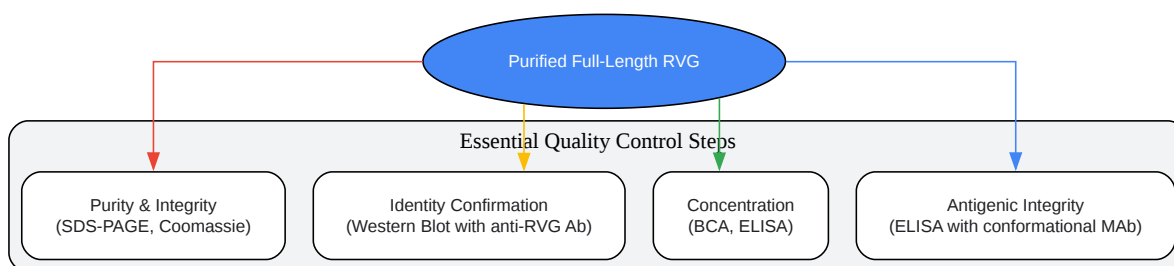 Purified Full-Length RVG
Essential Quality Control Steps
Purity & Integrity
(SDS-PAGE, Coomassie)
Identity Confirmation
(Western Blot with anti-RVG Ab)
Concentration
(BCA, ELISA)
Antigenic Integrity
(ELISA with conformational MAb)